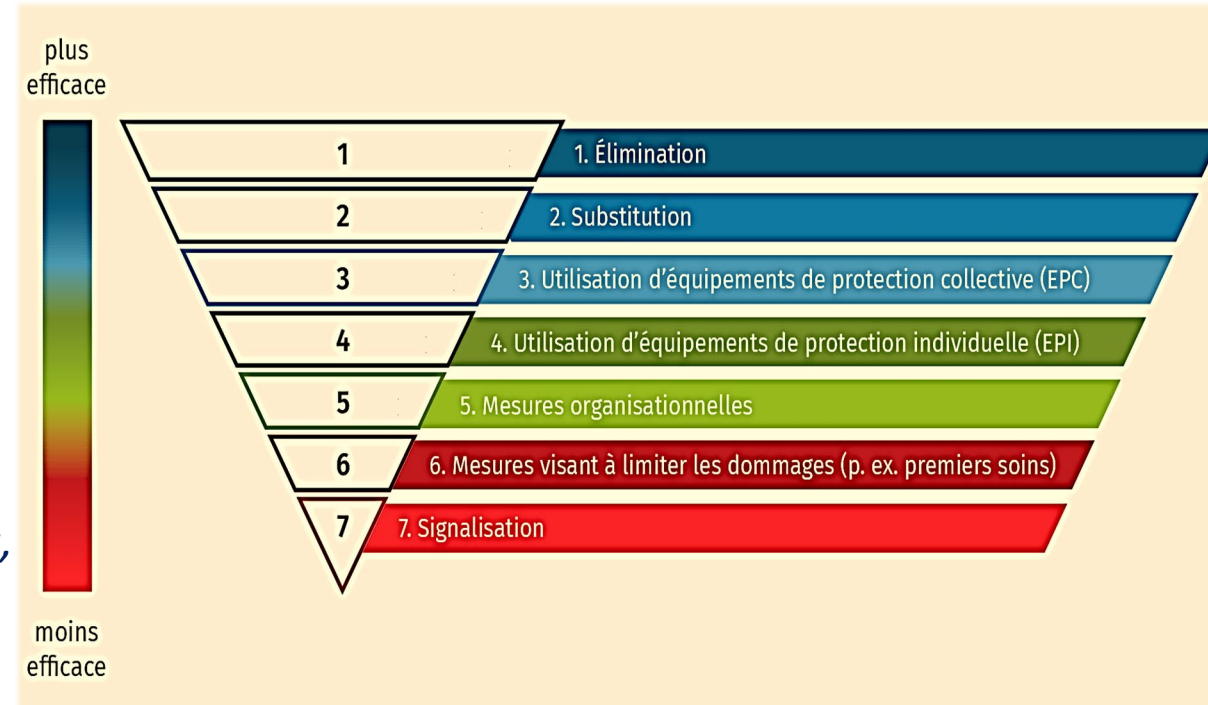 plus
efficace
1
1. Élimination
2
2. Substitution
3
3. Utilisation d’équipements de protection collective (EPC)
4
4. Utilisation d’équipements de protection individuelle (EPI)
5
5. Mesures organisationnelles
6
6. Mesures visant à limiter les dommages (p. ex. premiers soins)
7
7. Signalisation
moins
efficace